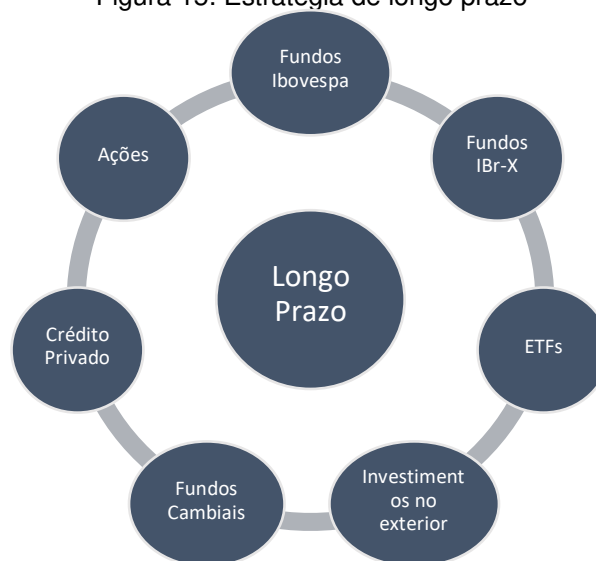 Figura 15. Estratégia de longo prazo
Fundos
Ibovespa
Fundos
IBr-X
ETFs
Investiment
os no
exterior
Fundos
Cambiais
Crédito
Privado
Ações
Longo
Prazo